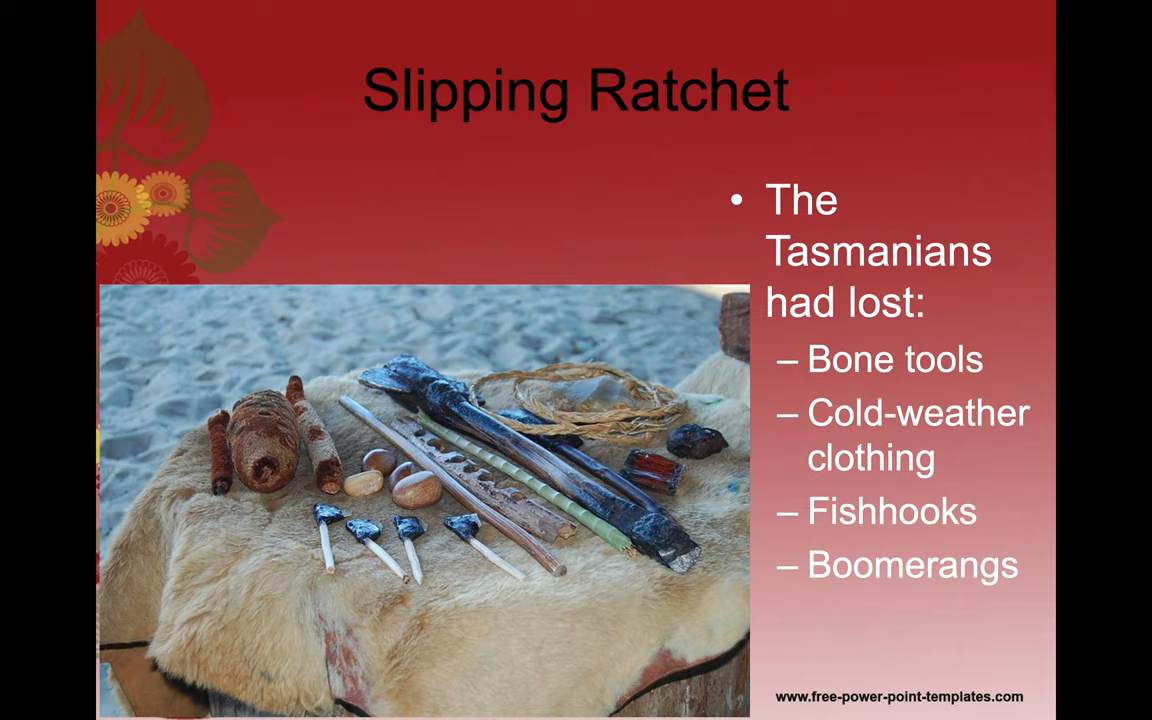 Slipping Ratchet
• The
Tasmanians
had lost:
– Bone tools
– Cold-weather
clothing
– Fishhooks
– Boomerangs
www.free-power-point-templates.com